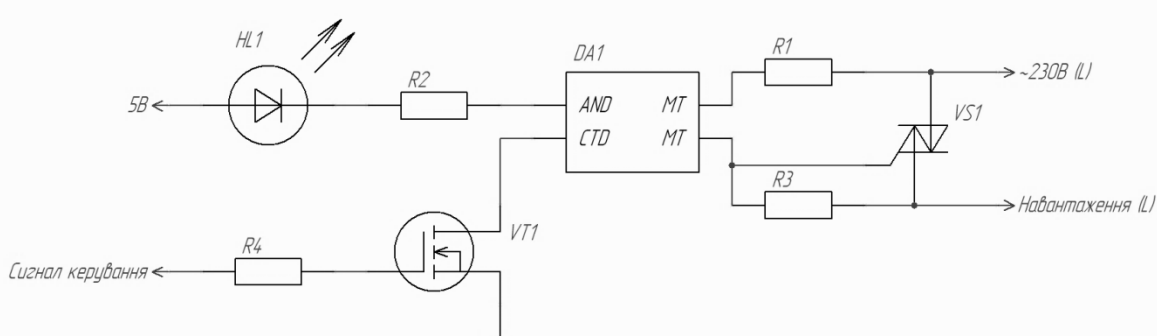 HL1
DA1
R1
R2
~230В (L)
5В
AND
MT
VS1
CTD
MT
R3
Навантаження (L)
R4
VT1
Сигнал керування